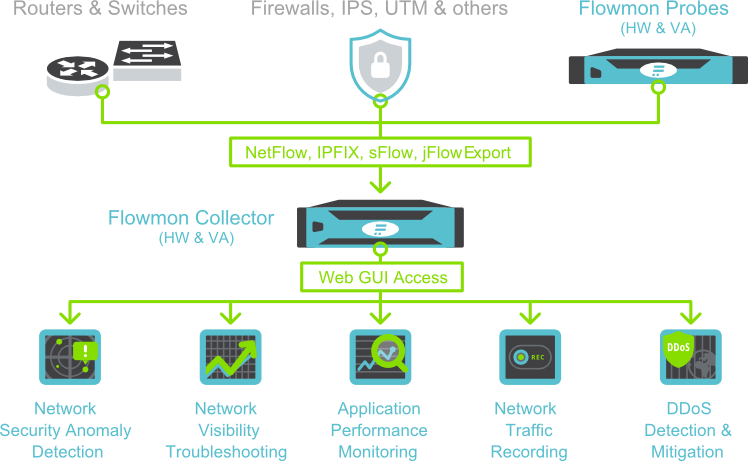 Routers & Switches
Firewalls, IPS, UTM & others
Flowmon Probes
(HW & VA)
NetFlow, IPFIX, sFlow, jFlow Export
Flowmon Collector
(HW & VA)
Web GUI Access
!
REC
DDoS
Network
Security Anomaly
Detection
Network
Visibility
Troubleshooting
Application
Performance
Monitoring
Network
Traffic
Recording
DDoS
Detection &
Mitigation